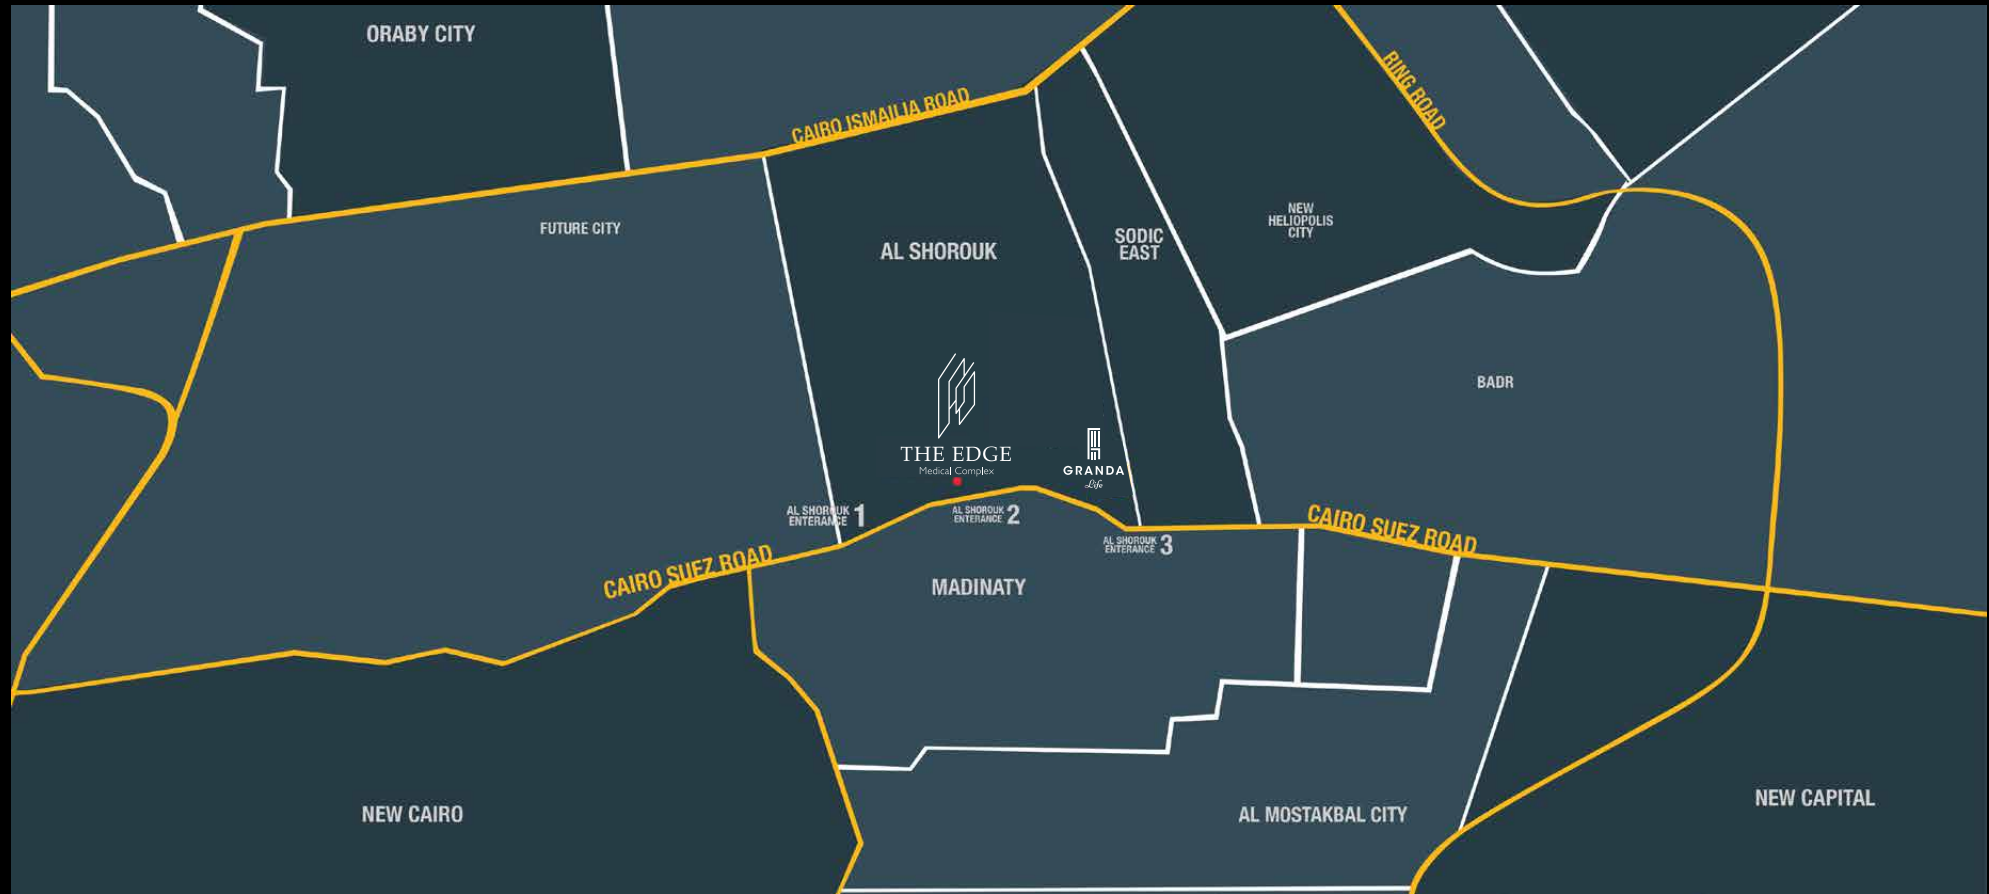 ORABY CITY
RING ROAD
CAIRO ISMAILIA ROAD
NEW
HELIOPOLIS
CITY
FUTURE CITY
AL SHOROUK
SODIC
EAST
BADR
THE EDGE
Medical Complex
GRANDA
Life
AL SHOROUK
ENTERANCE 1
AL SHOROUK
ENTERANCE 2
AL SHOROUK
ENTERANCE 3
CAIRO SUEZ ROAD
CAIRO SUEZ ROAD
MADINATY
NEW CAIRO
AL MOSTAKBAL CITY
NEW CAPITAL